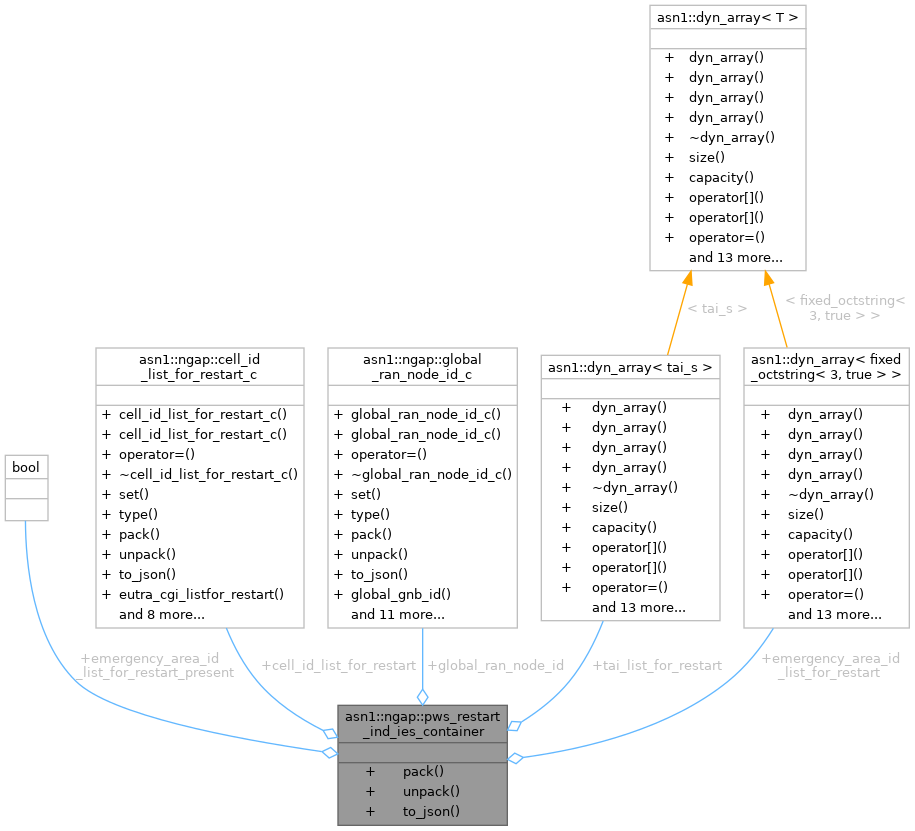 asn1::dyn_array< T >
+ dyn_array()
+ dyn_array()
+ dyn_array()
+ dyn_array()
+ ~dyn_array()
+ size()
+ capacity()
+ operator[]()
+ operator[]()
+ operator=()
and 13 more...
< tai_s >
< fixed_octstring<
3, true > >
asn1::ngap::cell_id
_list_for_restart_c
+ cell_id_list_for_restart_c()
+ cell_id_list_for_restart_c()
+ operator=()
+ ~cell_id_list_for_restart_c()
+ set()
+ type()
+ pack()
+ unpack()
+ to_json()
+ eutra_cgi_listfor_restart()
and 8 more...
asn1::ngap::global
_ran_node_id_c
+ global_ran_node_id_c()
+ global_ran_node_id_c()
+ operator=()
+ ~global_ran_node_id_c()
+ set()
+ type()
+ pack()
+ unpack()
+ to_json()
+ global_gnb_id()
and 11 more...
asn1::dyn_array< tai_s >
+ dyn_array()
+ dyn_array()
+ dyn_array()
+ dyn_array()
+ ~dyn_array()
+ size()
+ capacity()
+ operator[]()
+ operator[]()
+ operator=()
and 13 more...
asn1::dyn_array< fixed
_octstring< 3, true > >
+ dyn_array()
+ dyn_array()
+ dyn_array()
+ dyn_array()
+ ~dyn_array()
+ size()
+ capacity()
+ operator[]()
+ operator[]()
+ operator=()
and 13 more...
bool
+emergency_area_id
_list_for_restart_present
+cell_id_list_for_restart
+global_ran_node_id
+tai_list_for_restart
+emergency_area_id
_list_for_restart
asn1::ngap::pws_restart
_ind_ies_container
+ pack()
+ unpack()
+ to_json()